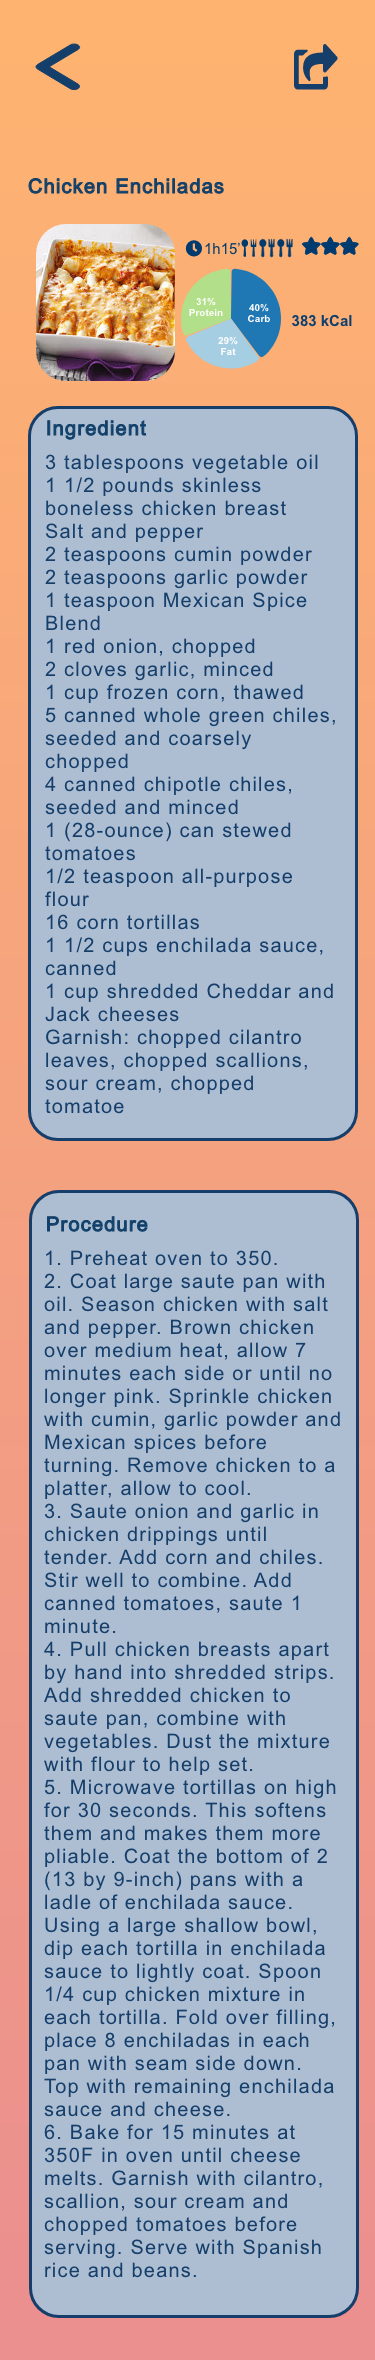 Chicken Enchiladas
1h15'
31%
Protein
40%
Carb
29%
Fat
383 kCal
Ingredient
3 tablespoons vegetable oil
1 1/2 pounds skinless
boneless chicken breast
Salt and pepper
2 teaspoons cumin powder
2 teaspoons garlic powder
1 teaspoon Mexican Spice
Blend
1 red onion, chopped
2 cloves garlic, minced
1 cup frozen corn, thawed
5 canned whole green chiles,
seeded and coarsely
chopped
4 canned chipotle chiles,
seeded and minced
1 (28-ounce) can stewed
tomatoes
1/2 teaspoon all-purpose
flour
16 corn tortillas
1 1/2 cups enchilada sauce,
canned
1 cup shredded Cheddar and
Jack cheeses
Garnish: chopped cilantro
leaves, chopped scallions,
sour cream, chopped
tomatoe
Procedure
1. Preheat oven to 350.
2. Coat large saute pan with
oil. Season chicken with salt
and pepper. Brown chicken
over medium heat, allow 7
minutes each side or until no
longer pink. Sprinkle chicken
with cumin, garlic powder and
Mexican spices before
turning. Remove chicken to a
platter, allow to cool.
3. Saute onion and garlic in
chicken drippings until
tender. Add corn and chiles.
Stir well to combine. Add
canned tomatoes, saute 1
minute.
4. Pull chicken breasts apart
by hand into shredded strips.
Add shredded chicken to
saute pan, combine with
vegetables. Dust the mixture
with flour to help set.
5. Microwave tortillas on high
for 30 seconds. This softens
them and makes them more
pliable. Coat the bottom of 2
(13 by 9-inch) pans with a
ladle of enchilada sauce.
Using a large shallow bowl,
dip each tortilla in enchilada
sauce to lightly coat. Spoon
1/4 cup chicken mixture in
each tortilla. Fold over filling,
place 8 enchiladas in each
pan with seam side down.
Top with remaining enchilada
sauce and cheese.
6. Bake for 15 minutes at
350F in oven until cheese
melts. Garnish with cilantro,
scallion, sour cream and
chopped tomatoes before
serving. Serve with Spanish
rice and beans.